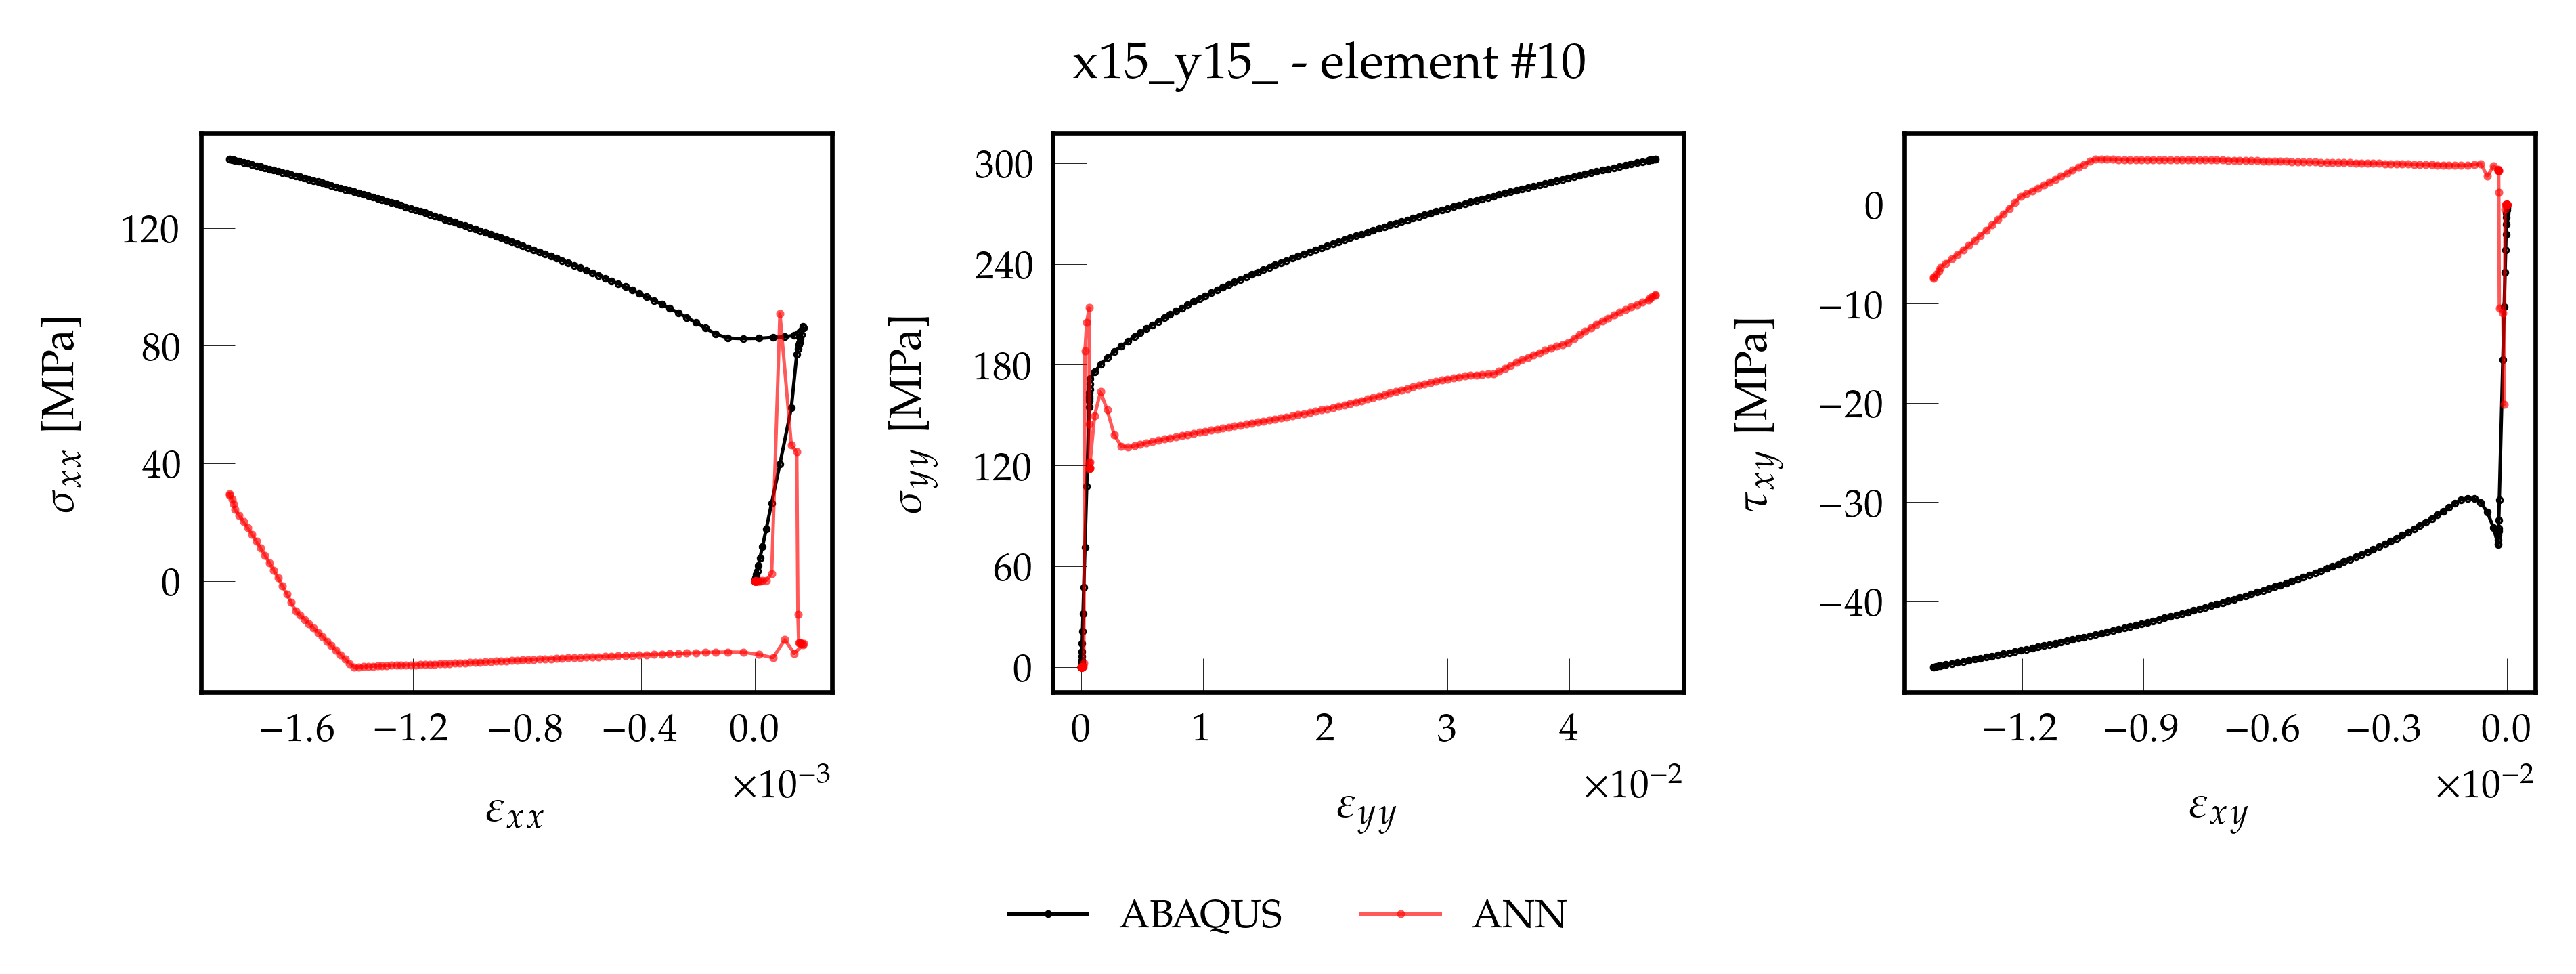 x15_y15_ - element #10
σxx [MPa]
120
80
40
0
−1.6 −1.2 −0.8 −0.4 0.0
×10−3
εxx
σyy [MPa]
300
240
180
120
60
0
0 1 2 3 4
×10−2
εyy
τxy [MPa]
0
−10
−20
−30
−40
−1.2 −0.9 −0.6 −0.3 0.0
×10−2
εxy
ABAQUS ANN